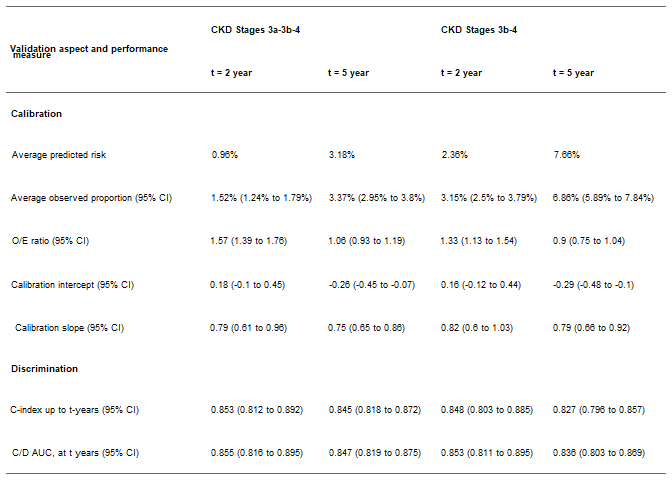 CKD Stages 3a-3b-4 CKD Stages 3b-4
Validation aspect and performance
measure
t = 2 year t = 5 year t = 2 year t = 5 year
Calibration
Average predicted risk 0.96% 3.18% 2.36% 7.66%
Average observed proportion (95% CI) 1.52% (1.24% to 1.79%) 3.37% (2.95% to 3.8%) 3.15% (2.5% to 3.79%) 6.86% (5.89% to 7.84%)
O/E ratio (95% CI) 1.57 (1.39 to 1.76) 1.06 (0.93 to 1.19) 1.33 (1.13 to 1.54) 0.9 (0.75 to 1.04)
Calibration intercept (95% CI) 0.18 (-0.1 to 0.45) -0.26 (-0.45 to -0.07) 0.16 (-0.12 to 0.44) -0.29 (-0.48 to -0.1)
Calibration slope (95% CI) 0.79 (0.61 to 0.96) 0.75 (0.65 to 0.86) 0.82 (0.6 to 1.03) 0.79 (0.66 to 0.92)
Discrimination
C-index up to t-years (95% CI) 0.853 (0.812 to 0.892) 0.845 (0.818 to 0.872) 0.848 (0.803 to 0.885) 0.827 (0.796 to 0.857)
C/D AUC, at t years (95% CI) 0.855 (0.816 to 0.895) 0.847 (0.819 to 0.875) 0.853 (0.811 to 0.895) 0.836 (0.803 to 0.869)